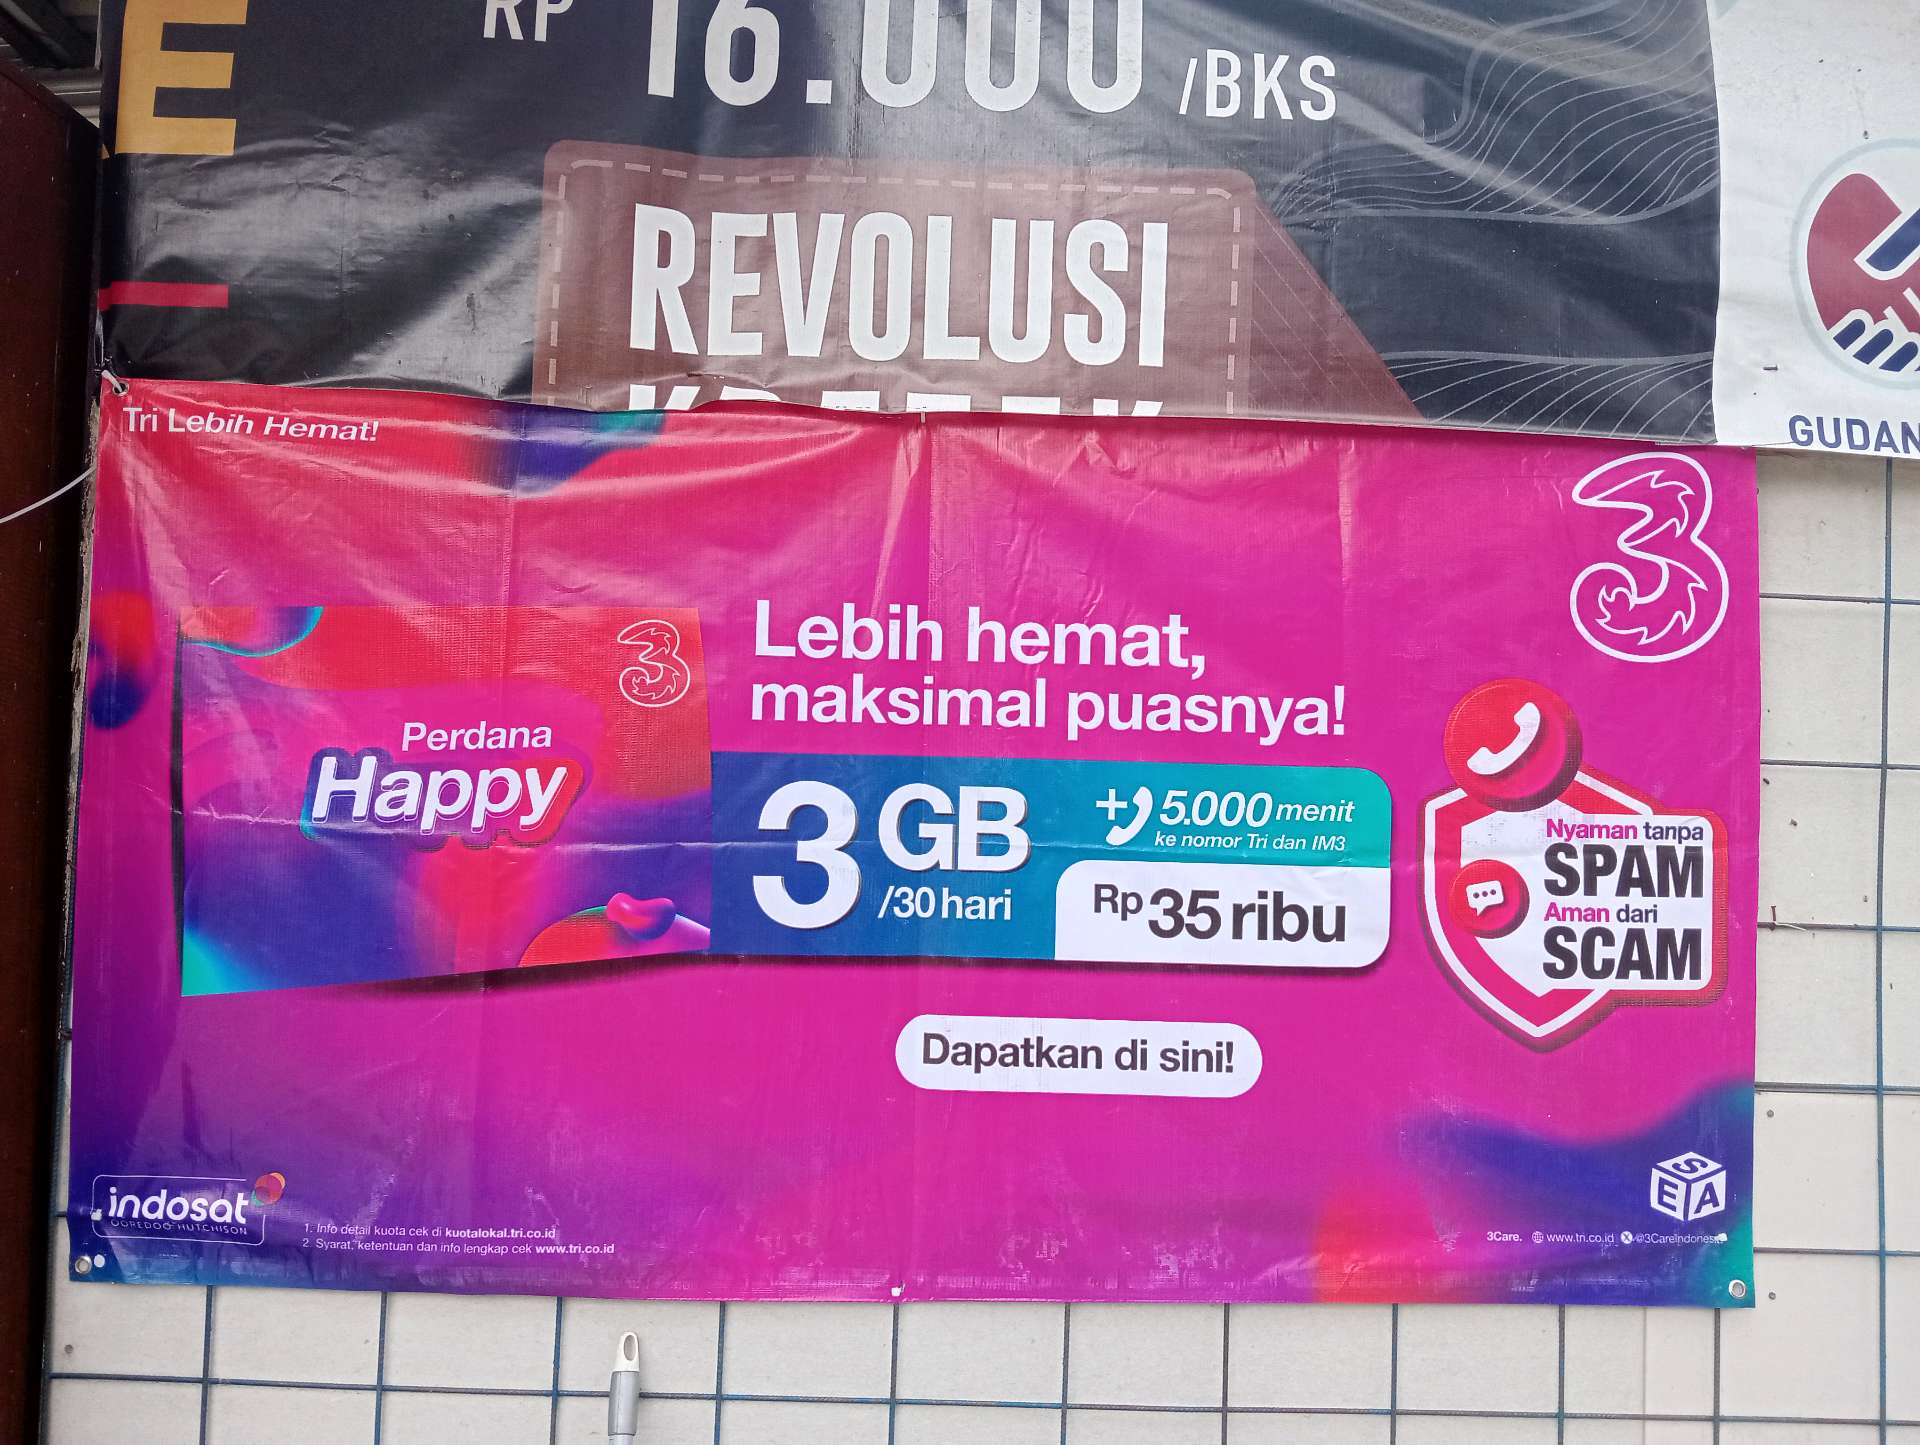 E
RP 16.000 /BKS
REVOLUSI
KRETEK
GUDAN
Tri Lebih Hemat!
3
3
Perdana
Happy
Lebih hemat,
maksimal puasnya!
3 GB
/30 hari
+ 5.000 menit
ke nomor Tri dan IM3
Rp 35 ribu
Nyaman tanpa
SPAM
Aman dari
SCAM
Dapatkan di sini!
indosat
OOREDOO HUTCHISON
1. Info detail kuota cek di kuotalokal.tri.co.id
2. Syarat, ketentuan dan info lengkap cek www.tri.co.id
SEA
3Care. www.tri.co.id @3CareIndonesia